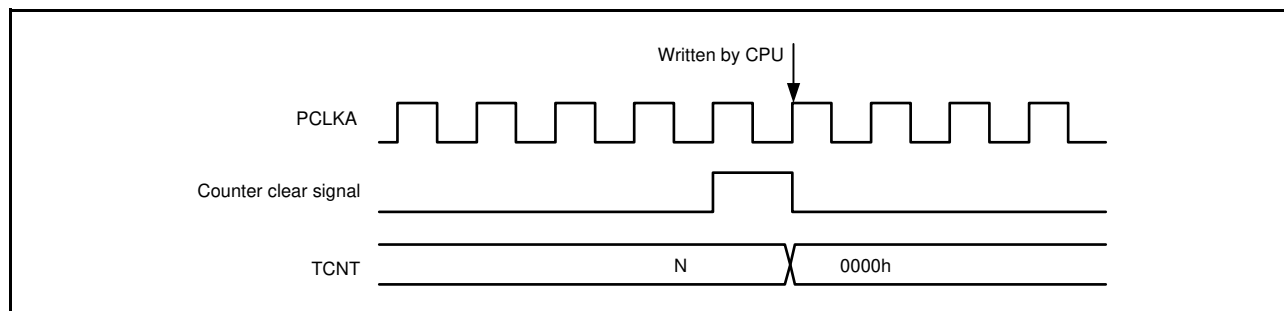 Written by CPU
PCLKA
Counter clear signal
TCNT
N
0000h